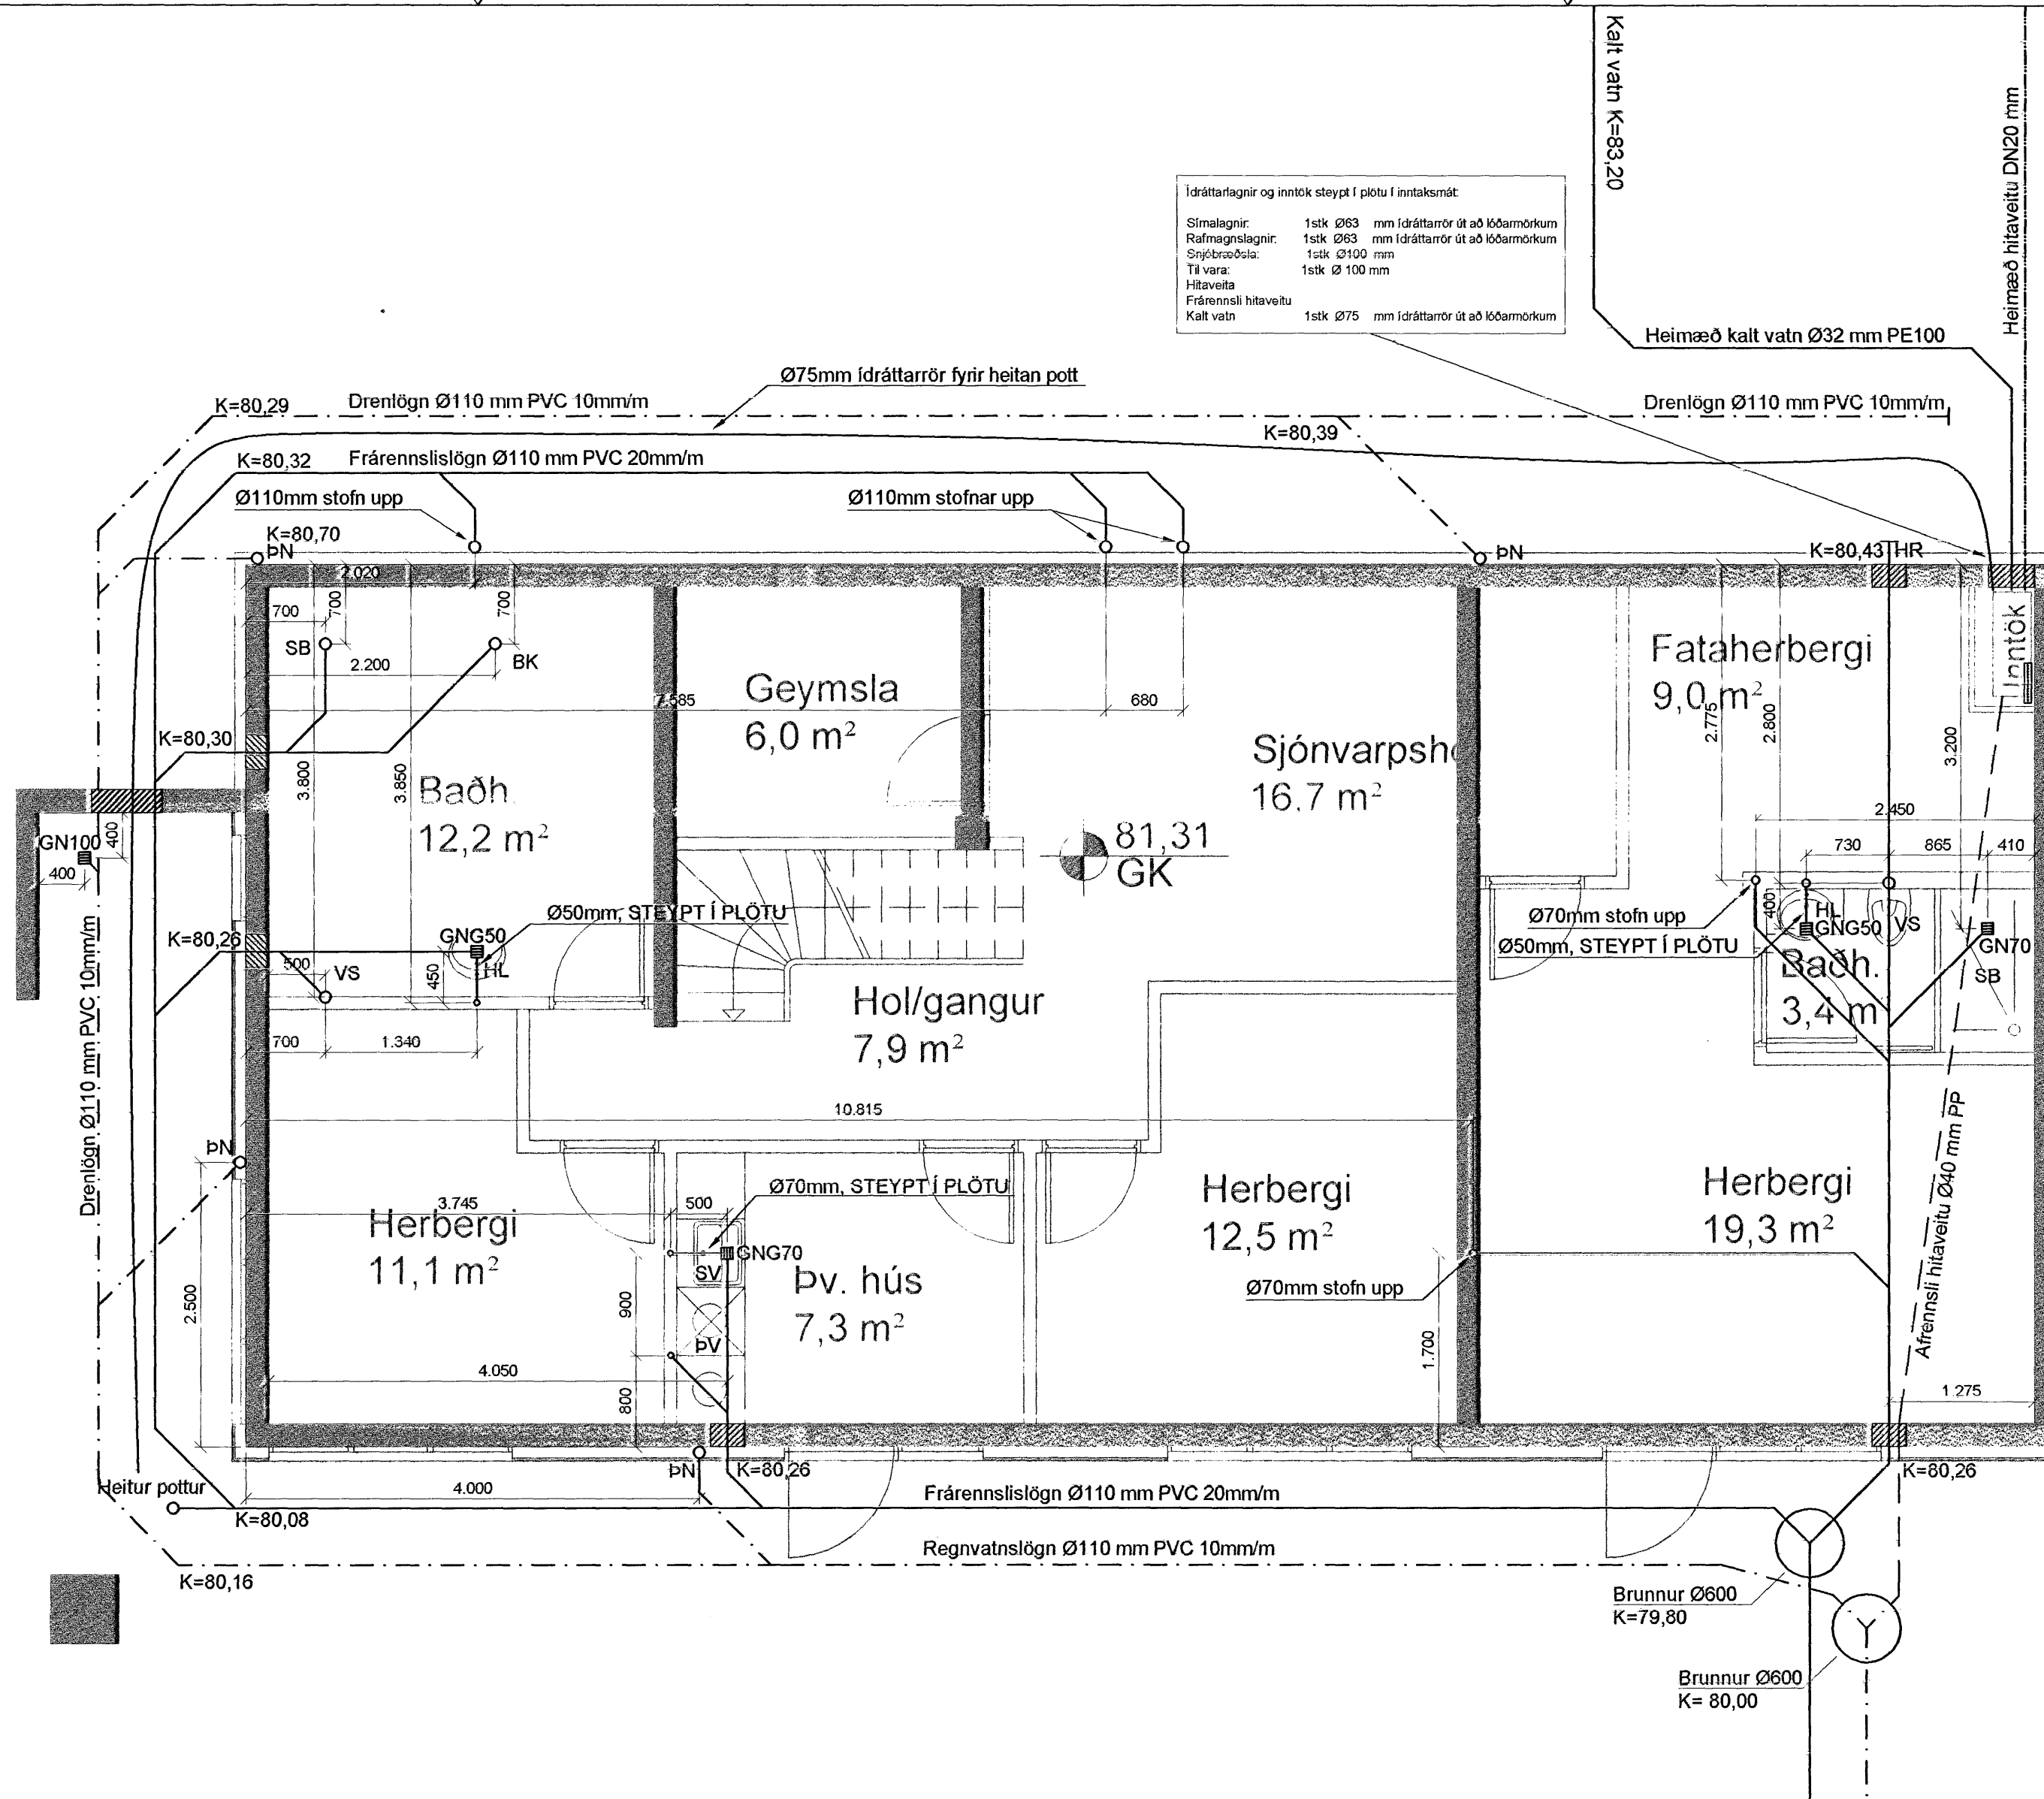 Kalt vatn K=83,20
Heimæð hitaveitu DN20 mm
Ídráttarlagnir og inntök steypt í plötu í inntaksmát:
Símalagnir: 1stk Ø63 mm ídráttarrör út að lóðarmörkum
Rafmagnslagnir: 1stk Ø63 mm ídráttarrör út að lóðarmörkum
Snjóbræðsla: 1stk Ø100 mm
Til vara: 1stk Ø 100 mm
Hitaveita
Frárennsli hitaveitu
Kalt vatn 1stk Ø75 mm ídráttarrör út að lóðarmörkum
Heimæð kalt vatn Ø32 mm PE100
Ø75mm ídráttarrör fyrir heitan pott
K=80,29
Drenlögn Ø110 mm PVC 10mm/m
Drenlögn Ø110 mm PVC 10mm/m
K=80,39
K=80,32
Frárennslislögn Ø110 mm PVC 20mm/m
Ø110mm stofn upp
Ø110mm stofnar upp
K=80,70
ÞN
ÞN
K=80,43
THR
2.020
700
700
700
SB
BK
2.200
7.585
680
K=80,30
3.800
3.850
Baðh.
12,2 m²
Geymsla
6,0 m²
Sjónvarpsho
16.7 m²
Fataherbergi
9,0 m²
Inntök
2.775
2.800
3.200
2.450
730
865
410
GN100
400
400
81,31
GK
Ø50mm, STEYPT Í PLÖTU
K=80,26
GNG50
500
VS
450
HL
700
1.340
Ø70mm stofn upp
Ø50mm, STEYPT Í PLÖTU
400
HL
GNG50
VS
GN70
SB
Baðh.
3,4 m
Hol/gangur
7,9 m²
Drenlögn Ø110 mm PVC 10mm/m
10.815
ÞN
Afrennsli hitaveitu Ø40 mm PP
Ø70mm, STEYPT Í PLÖTU
3.745
500
Herbergi
11,1 m²
GNG70
SV
Þv. hús
7,3 m²
Herbergi
12,5 m²
Herbergi
19,3 m²
Ø70mm stofn upp
2.500
900
ÞV
1.700
4.050
800
1.275
Heitur pottur
ÞN
K=80,26
K=80,26
4.000
Frárennslislögn Ø110 mm PVC 20mm/m
K=80,08
Regnvatnslögn Ø110 mm PVC 10mm/m
K=80,16
Brunnur Ø600
K=79,80
Brunnur Ø600
K= 80,00